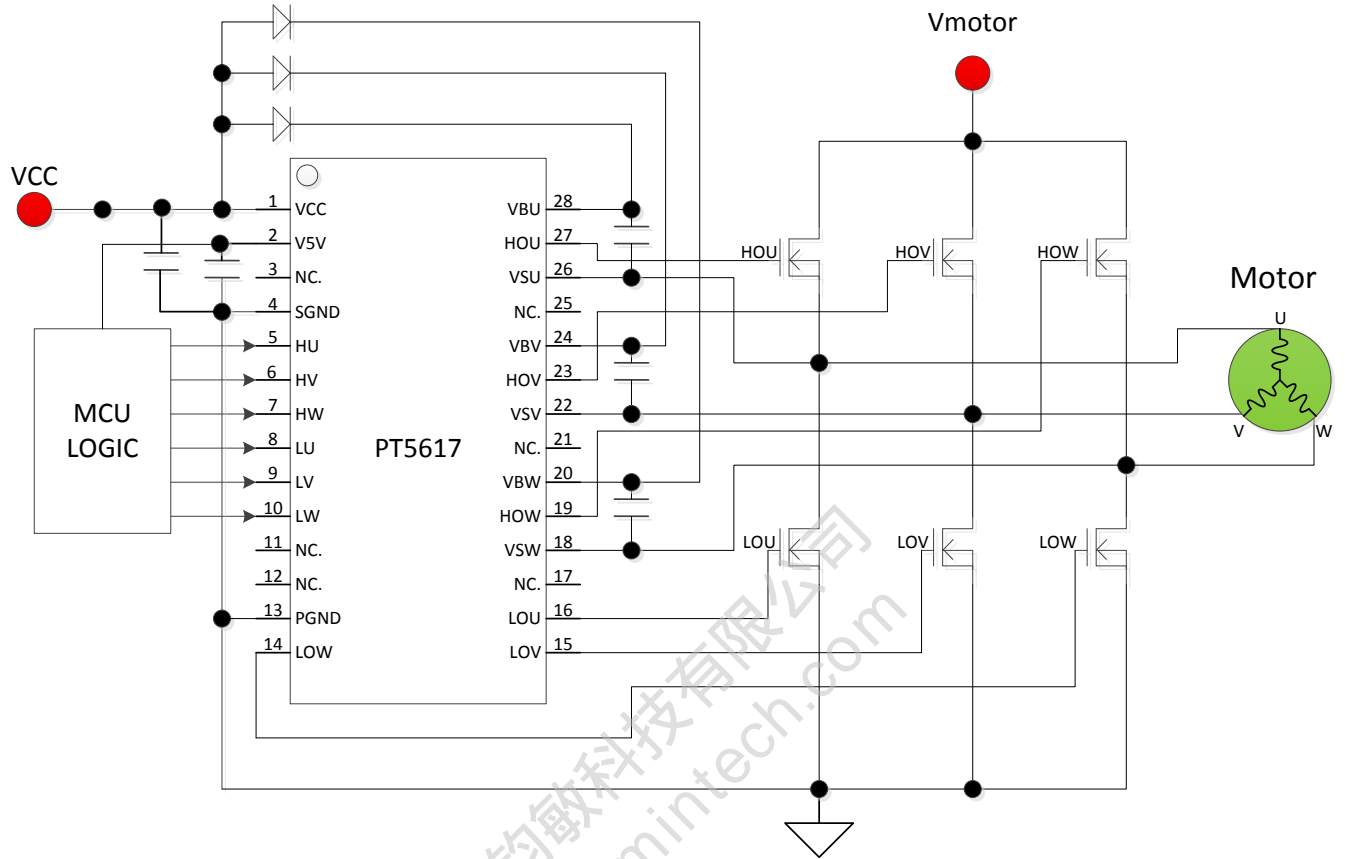 Vmotor
VCC
1 VCC
2 V5V
3 NC.
4 SGND
5 HU
6 HV
7 HW
8 LU
9 LV
10 LW
11 NC.
12 NC.
13 PGND
14 LOW
PT5617
VBU 28
HOU 27
VSU 26
NC. 25
VBV 24
HOV 23
VSV 22
NC. 21
VBW 20
HOW 19
VSW 18
NC. 17
LOU 16
LOV 15
MCU
LOGIC
HOU
HOV
HOW
LOU
LOV
LOW
Motor
U
V
W
钧敏科技有限公司
mintech.com